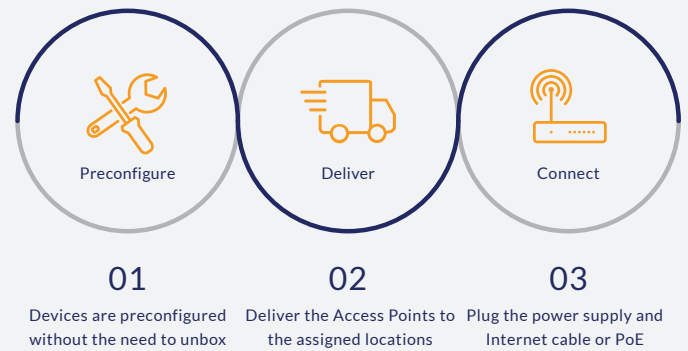 Preconfigure
Deliver
Connect
01
02
03
Devices are preconfigured
without the need to unbox
Deliver the Access Points to
the assigned locations
Plug the power supply and
Internet cable or PoE